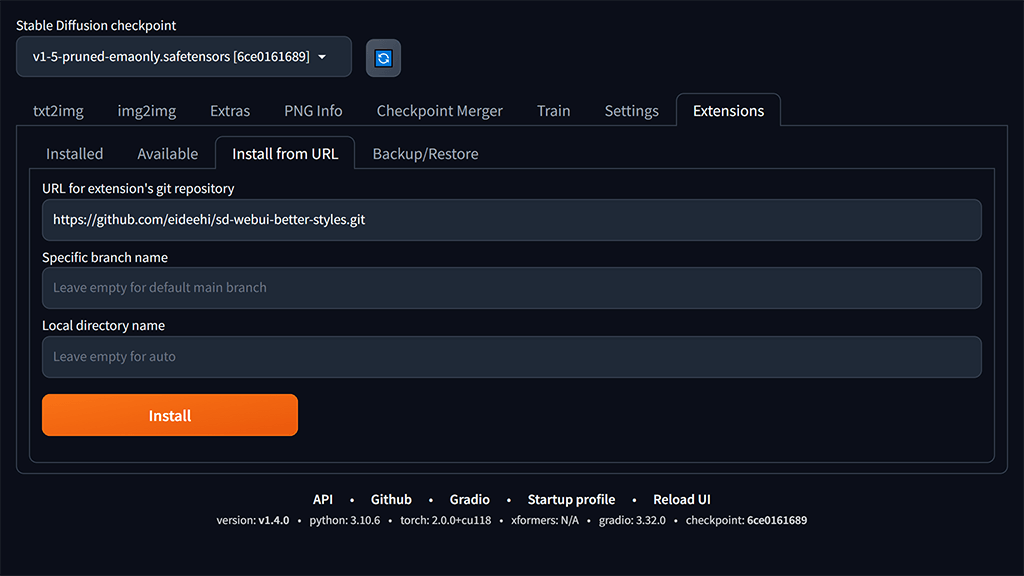 Stable Diffusion checkpoint
v1-5-pruned-emaonly.safetensors [6ce0161689]
txt2img img2img Extras PNG Info Checkpoint Merger Train Settings Extensions
Installed Available Install from URL Backup/Restore
URL for extension's git repository
https://github.com/eideehi/sd-webui-better-styles.git
Specific branch name
Leave empty for default main branch
Local directory name
Leave empty for auto
Install
API • Github • Gradio • Startup profile • Reload UI
version: v1.4.0 • python: 3.10.6 • torch: 2.0.0+cu118 • xformers: N/A • gradio: 3.32.0 • checkpoint: 6ce0161689